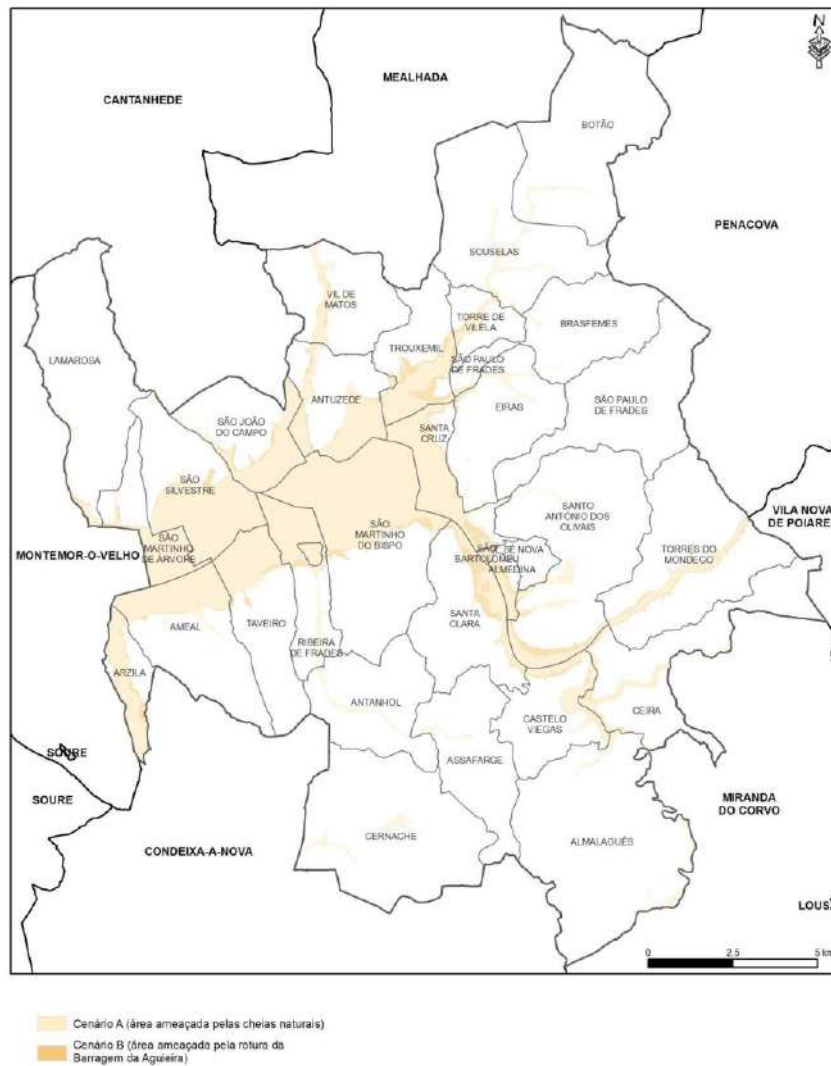 N
MEALHADA
CANTANHEDE
BOTÃO
PENACOVA
SOUSELAS
VIL DE
MATOS
TORRE DE
VILELA
BRASFEMES
TROUXEMIL
LAMAROSA
SÃO PAULO
DE FRADES
ANTUZEDE
EIRAS
SÃO PAULO
DE FRADES
SÃO JOÃO
DO CAMPO
SANTA
CRUZ
SÃO
SILVESTRE
SANTO
ANTÓNIO DOS
OLIVAIS
VILA NOVA
DE POIARE
SÃO
MARTINHO
DO BISPO
SÃO
MARTINHO
DE ÁRVORE
MONTEMOR-O-VELHO
SÃO
BARTOLOMEU
SÉ NOVA
ALMEDINA
TORRES DO
MONDEGO
SANTA
CLARA
AMEAL
TAVEIRO
RIBEIRA
DE FRADES
ARZILA
ANTANHOL
CASTELO
VIEGAS
CEIRA
SOURE
ASSAFARGE
SOURE
MIRANDA
DO CORVO
CERNACHE
ALMALAGUÊS
CONDEIXA-A-NOVA
LOUS
0 2.5 5 km
Cenário A (área ameaçada pelas cheias naturais)
Cenário B (área ameaçada pela rotura da
Barragem da Aguieira)